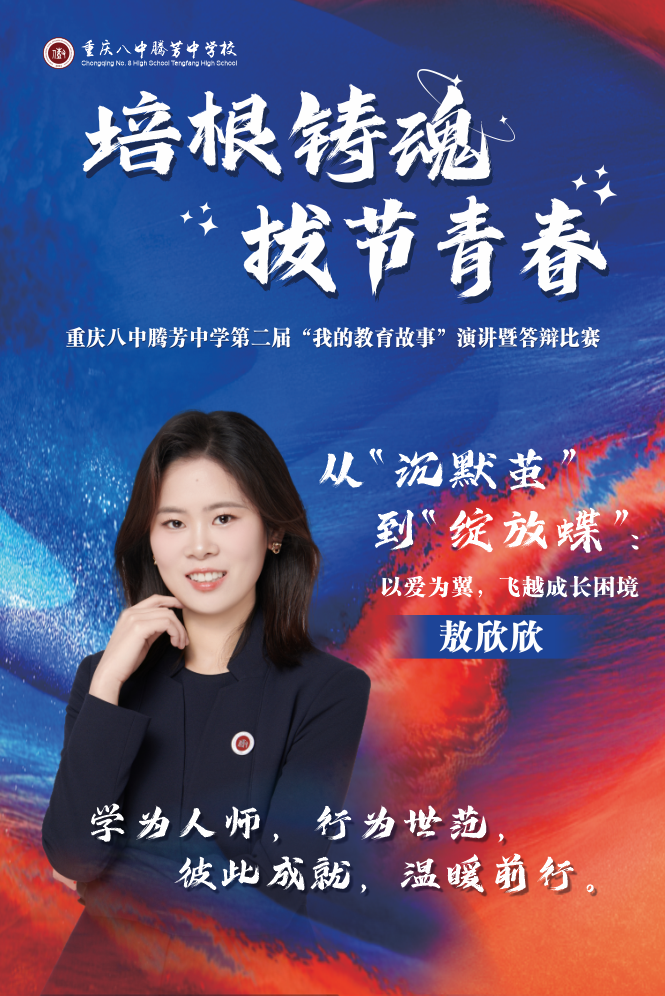 重庆八中腾芳中学校
Chongqing No. 8 High School Tengfang High School
培根铸魂
拔节青春
重庆八中腾芳中学第二届“我的教育故事”演讲暨答辩比赛
从“沉默茧”
到“绽放蝶”：
以爱为翼，飞越成长困境
敖欣欣
学为人师，行为世范，
彼此成就，温暖前行。